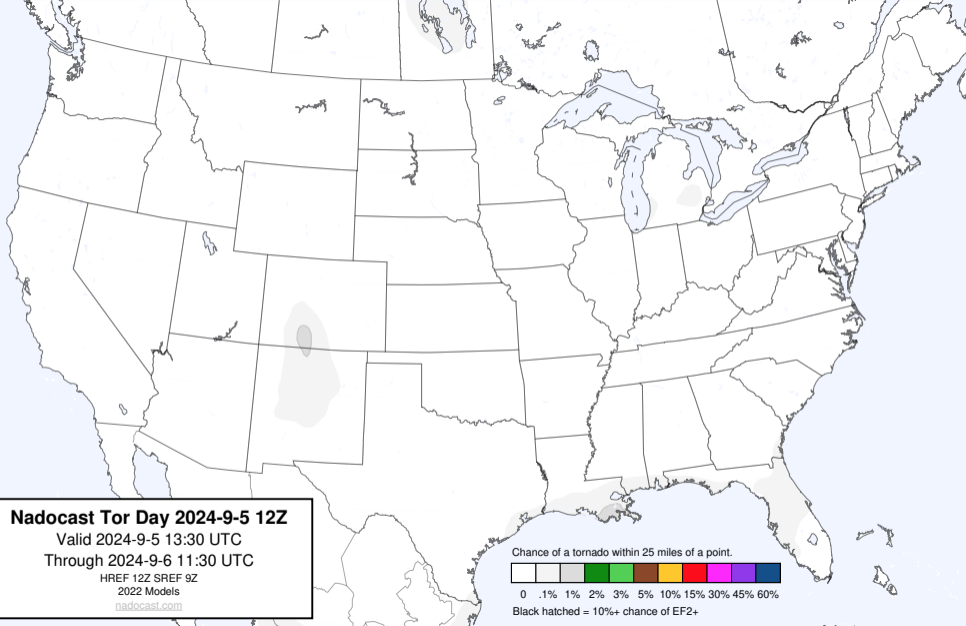 Nadocast Tor Day 2024-9-5 12Z
Valid 2024-9-5 13:30 UTC
Through 2024-9-6 11:30 UTC
HREF 12Z SREF 9Z
2022 Models
nadocast.com
Chance of a tornado within 25 miles of a point.
0 .1% 1% 2% 3% 5% 10% 15% 30% 45% 60%
Black hatched = 10%+ chance of EF2+